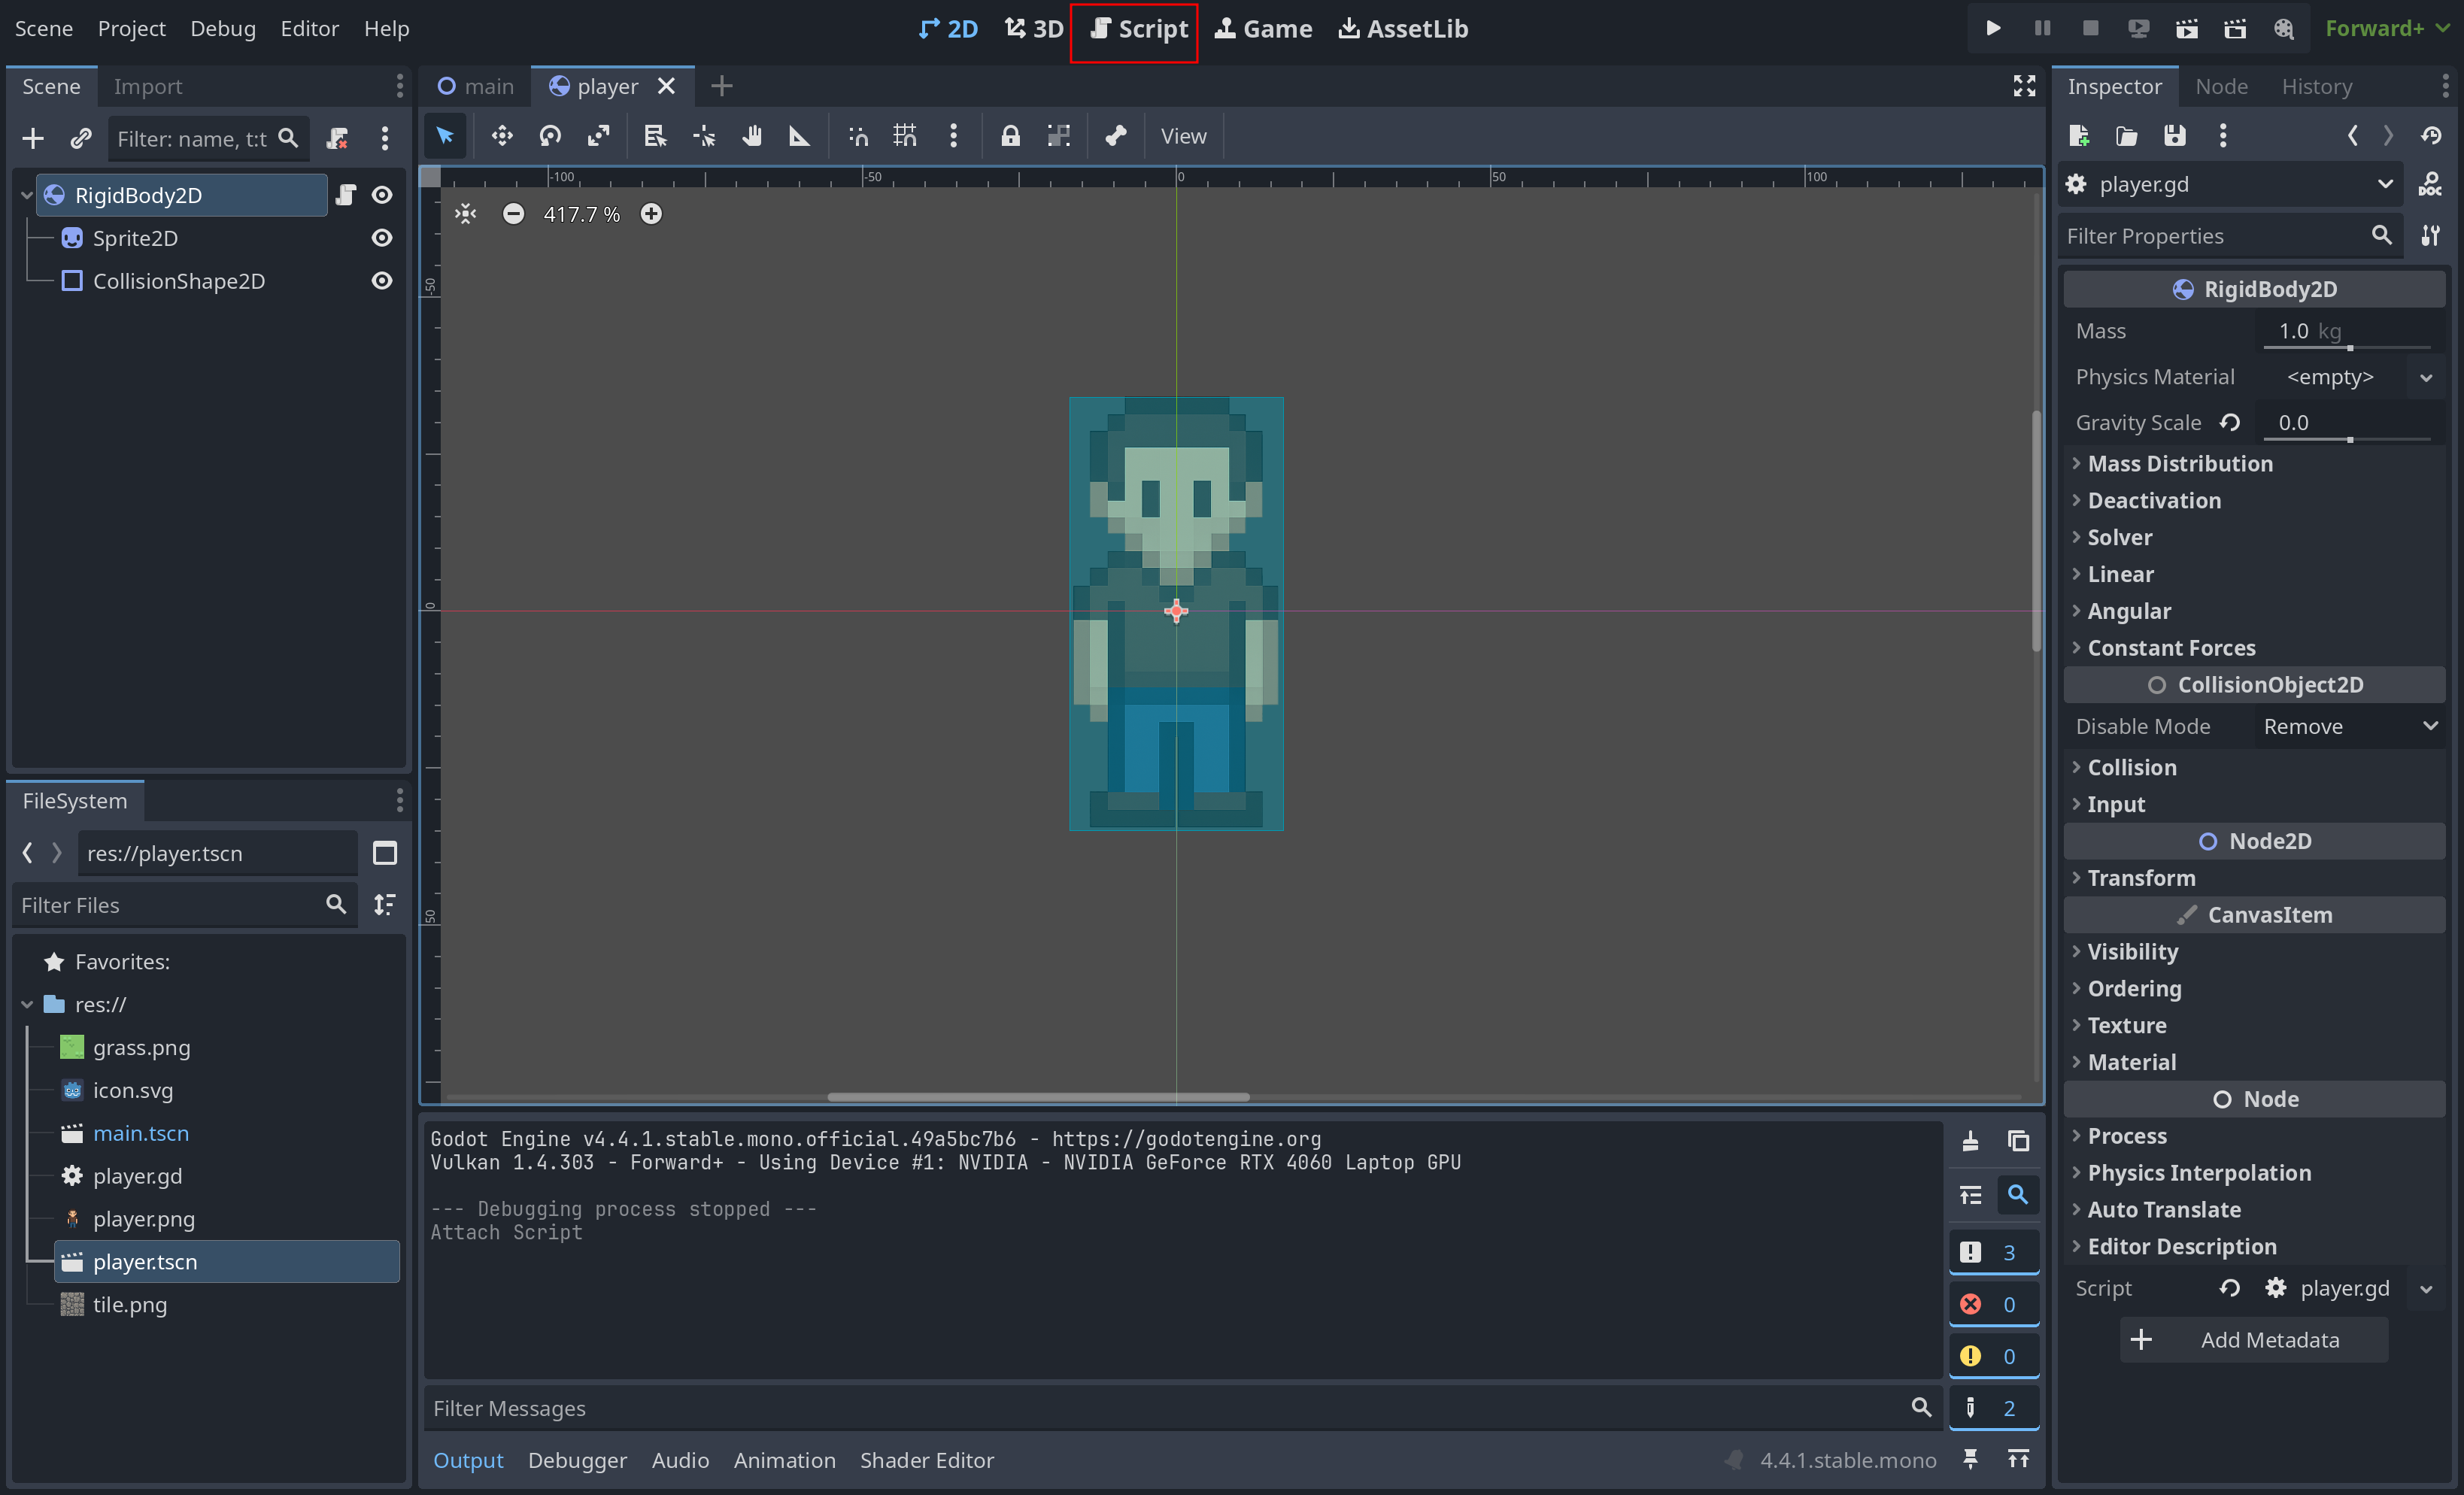 Scene Project Debug Editor Help
2D 3D Script Game AssetLib
Forward+
Scene Import
Filter: name, t:t
RigidBody2D
Sprite2D
CollisionShape2D
FileSystem
res://player.tscn
Filter Files
Favorites:
res://
grass.png
icon.svg
main.tscn
player.gd
player.png
player.tscn
tile.png
main player
View
-100 -50 0 50 100
-50
0
50
417.7 %
Godot Engine v4.4.1.stable.mono.official.49a5bc7b6 - https://godotengine.org
Vulkan 1.4.303 - Forward+ - Using Device #1: NVIDIA - NVIDIA GeForce RTX 4060 Laptop GPU
--- Debugging process stopped ---
Attach Script
3
0
0
2
Filter Messages
Output Debugger Audio Animation Shader Editor
4.4.1.stable.mono
Inspector Node History
player.gd
DOC
Filter Properties
RigidBody2D
Mass 1.0 kg
Physics Material <empty>
Gravity Scale 0.0
Mass Distribution
Deactivation
Solver
Linear
Angular
Constant Forces
CollisionObject2D
Disable Mode Remove
Collision
Input
Node2D
Transform
CanvasItem
Visibility
Ordering
Texture
Material
Node
Process
Physics Interpolation
Auto Translate
Editor Description
Script player.gd
Add Metadata